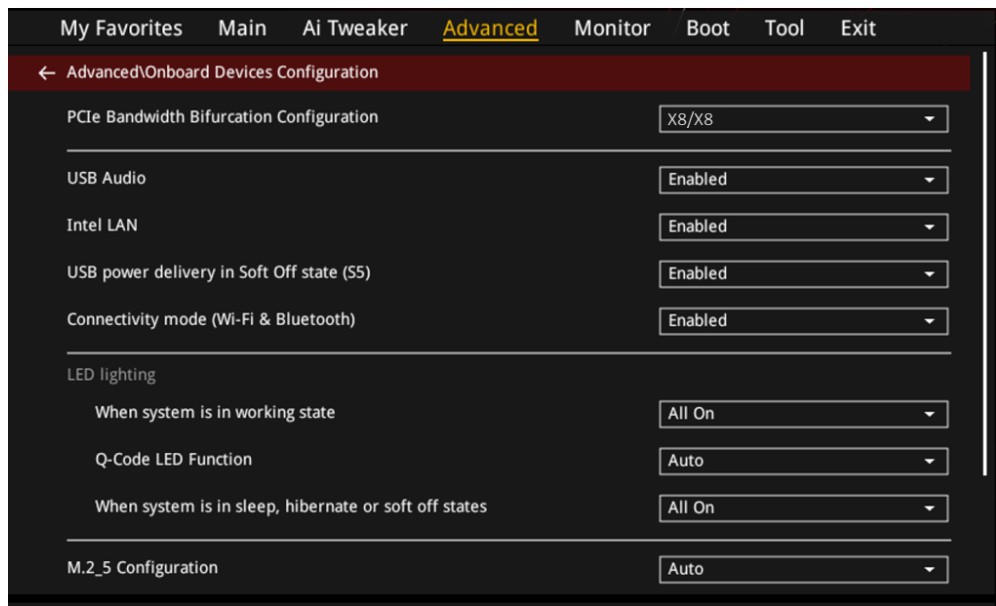 My Favorites Main Ai Tweaker Advanced Monitor Boot Tool Exit
← Advanced\Onboard Devices Configuration
PCIe Bandwidth Bifurcation Configuration X8/X8
USB Audio Enabled
Intel LAN Enabled
USB power delivery in Soft Off state (S5) Enabled
Connectivity mode (Wi-Fi & Bluetooth) Enabled
LED lighting
When system is in working state All On
Q-Code LED Function Auto
When system is in sleep, hibernate or soft off states All On
M.2_5 Configuration Auto